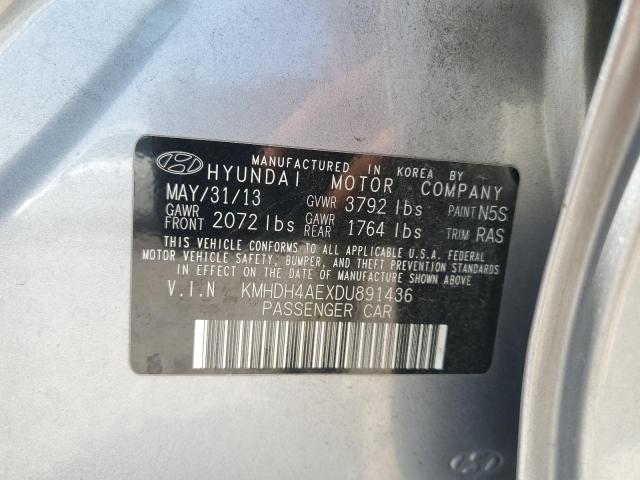 MANUFACTURED IN KOREA BY
HYUNDAI MOTOR COMPANY
MAY/31/13 GVWR 3792 lbs PAINT N5S
GAWR FRONT 2072 lbs GAWR REAR 1764 lbs TRIM RAS
THIS VEHICLE CONFORMS TO ALL APPLICABLE U.S.A. FEDERAL
MOTOR VEHICLE SAFETY, BUMPER, AND THEFT PREVENTION STANDARDS
IN EFFECT ON THE DATE OF MANUFACTURE SHOWN ABOVE
V.I.N KMHDH4AEXDU891436
PASSENGER CAR